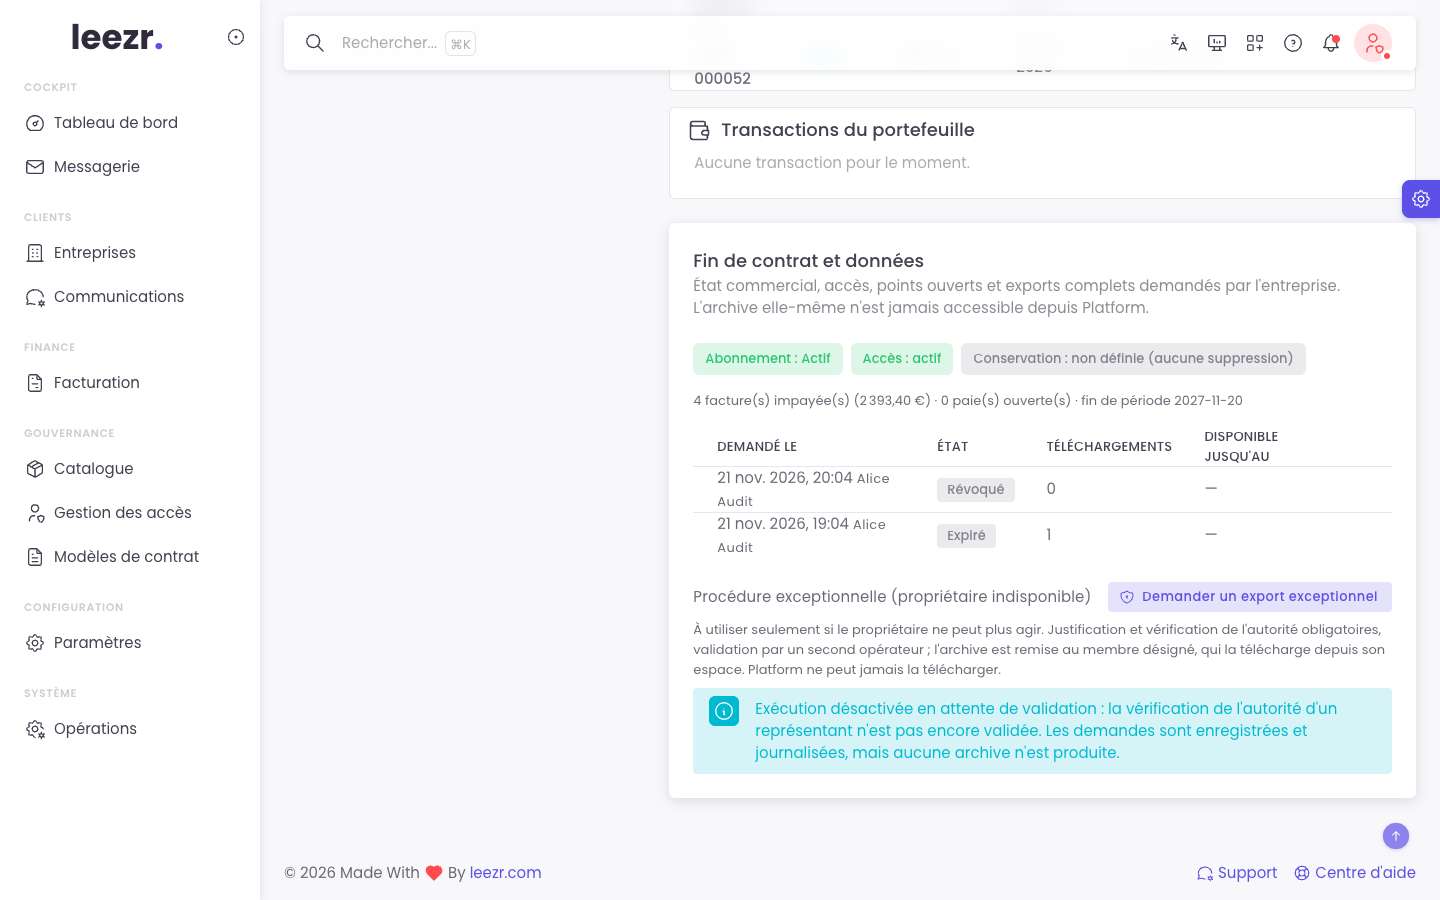 leezr.
Rechercher... ⌘K
COCKPIT
Tableau de bord
Messagerie
CLIENTS
Entreprises
Communications
FINANCE
Facturation
GOUVERNANCE
Catalogue
Gestion des accès
Modèles de contrat
CONFIGURATION
Paramètres
SYSTÈME
Opérations
000052
Transactions du portefeuille
Aucune transaction pour le moment.
Fin de contrat et données
État commercial, accès, points ouverts et exports complets demandés par l'entreprise.
L'archive elle-même n'est jamais accessible depuis Platform.
Abonnement : Actif
Accès : actif
Conservation : non définie (aucune suppression)
4 facture(s) impayée(s) (2 393,40 €) · 0 paie(s) ouverte(s) · fin de période 2027-11-20
DEMANDÉ LE ÉTAT TÉLÉCHARGEMENTS DISPONIBLE
JUSQU'AU
21 nov. 2026, 20:04 Alice
Audit
Révoqué 0 —
21 nov. 2026, 19:04 Alice
Audit
Expiré 1 —
Procédure exceptionnelle (propriétaire indisponible)
Demander un export exceptionnel
À utiliser seulement si le propriétaire ne peut plus agir. Justification et vérification de l'autorité obligatoires,
validation par un second opérateur ; l'archive est remise au membre désigné, qui la télécharge depuis son
espace. Platform ne peut jamais la télécharger.
Exécution désactivée en attente de validation : la vérification de l'autorité d'un
représentant n'est pas encore validée. Les demandes sont enregistrées et
journalisées, mais aucune archive n'est produite.
© 2026 Made With By leezr.com
Support
Centre d'aide